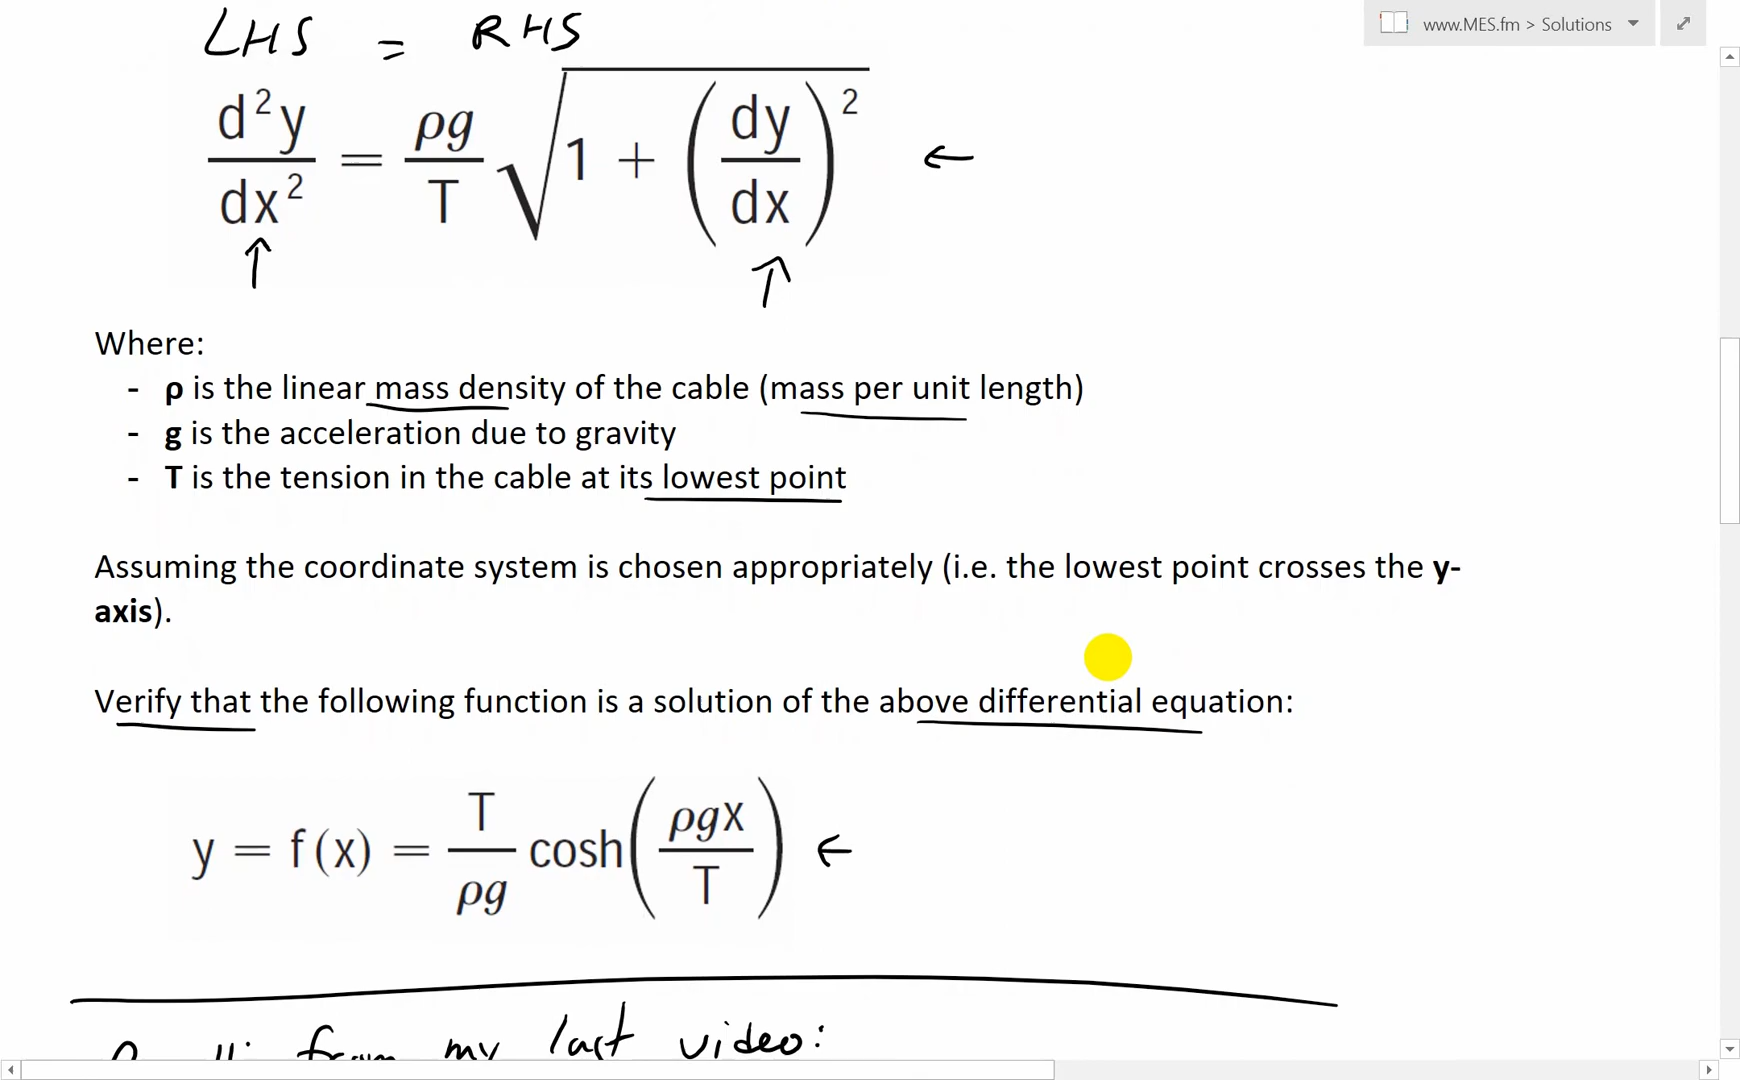 www.MES.fm > Solutions
LHS = RHS
d²y/dx² = ρg/T √(1 + (dy/dx)²) ←
↑ ↑
Where:
- ρ is the linear mass density of the cable (mass per unit length)
- g is the acceleration due to gravity
- T is the tension in the cable at its lowest point
Assuming the coordinate system is chosen appropriately (i.e. the lowest point crosses the y-
axis).
Verify that the following function is a solution of the above differential equation:
y = f(x) = T/ρg cosh(ρgx/T) ←
from my last video: